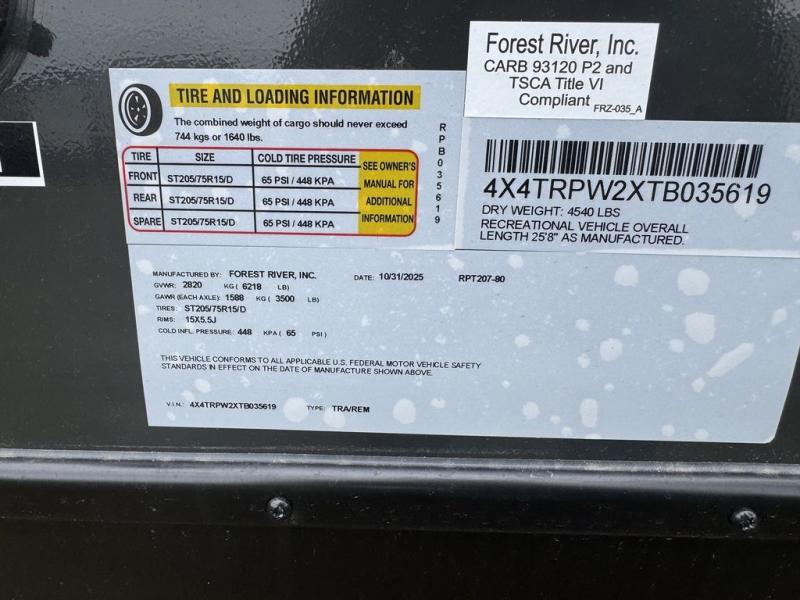 Forest River, Inc.
CARB 93120 P2 and
TSCA Title VI
Compliant FRZ-035_A
TIRE AND LOADING INFORMATION
The combined weight of cargo should never exceed
744 kgs or 1640 lbs.
TIRE SIZE COLD TIRE PRESSURE
FRONT ST205/75R15/D 65 PSI / 448 KPA
REAR ST205/75R15/D 65 PSI / 448 KPA
SPARE ST205/75R15/D 65 PSI / 448 KPA
SEE OWNER'S
MANUAL FOR
ADDITIONAL
INFORMATION
RPB035619
4X4TRPW2XTB035619
DRY WEIGHT: 4540 LBS
RECREATIONAL VEHICLE OVERALL
LENGTH 25'8" AS MANUFACTURED.
MANUFACTURED BY: FOREST RIVER, INC. DATE: 10/31/2025 RPT207-80
GVWR: 2820 KG ( 6218 LB)
GAWR (EACH AXLE): 1588 KG ( 3500 LB)
TIRES: ST205/75R15/D
RIMS: 15X5.5J
COLD INFL. PRESSURE: 448 KPA ( 65 PSI )
THIS VEHICLE CONFORMS TO ALL APPLICABLE U.S. FEDERAL MOTOR VEHICLE SAFETY
STANDARDS IN EFFECT ON THE DATE OF MANUFACTURE SHOWN ABOVE.
V.I.N.: 4X4TRPW2XTB035619 TYPE: TRA/REM